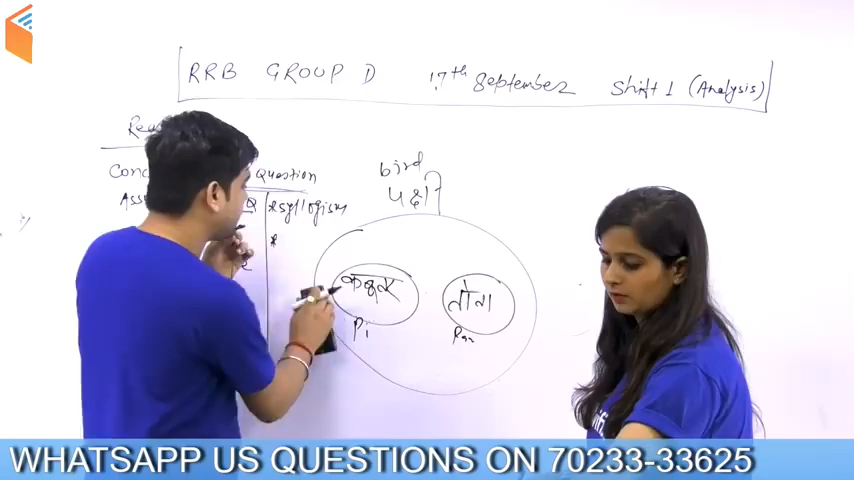 RRB GROUP D 17th September Shift 1 (Analysis)
Question
Q syllogism
bird
पक्षी
कबूतर
तोता
Pi
WHATSAPP US QUESTIONS ON 70233-33625